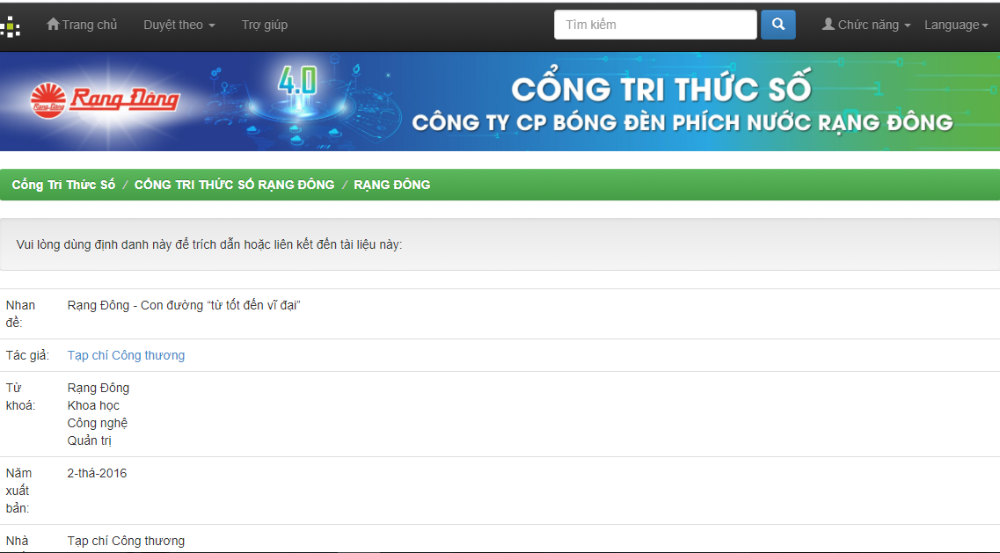 Trang chủ Duyệt theo Trợ giúp Tìm kiếm Chức năng Language
4.0
Rạng Đông
Rạng Đông
CỔNG TRI THỨC SỐ
CÔNG TY CP BÓNG ĐÈN PHÍCH NƯỚC RẠNG ĐÔNG
Cổng Tri Thức Số / CỔNG TRI THỨC SỐ RẠNG ĐÔNG / RẠNG ĐÔNG
Vui lòng dùng định danh này để trích dẫn hoặc liên kết đến tài liệu này:
Nhan Rạng Đông - Con đường “từ tốt đến vĩ đại”
đề:
Tác giả: Tạp chí Công thương
Từ Rạng Đông
khoá: Khoa học
Công nghệ
Quản trị
Năm 2-thá-2016
xuất
bản:
Nhà Tạp chí Công thương